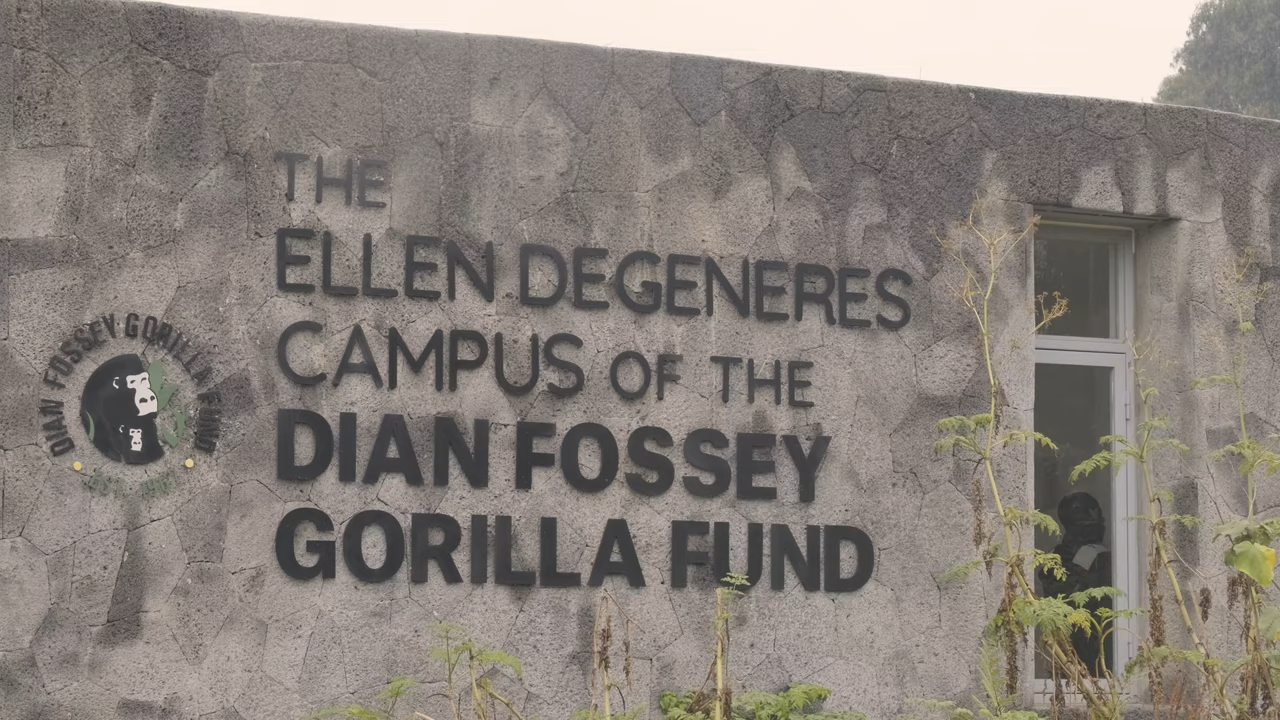 THE
ELLEN DEGENERES
CAMPUS OF THE
DIAN FOSSEY
GORILLA FUND
DIAN FOSSEY GORILLA FUND